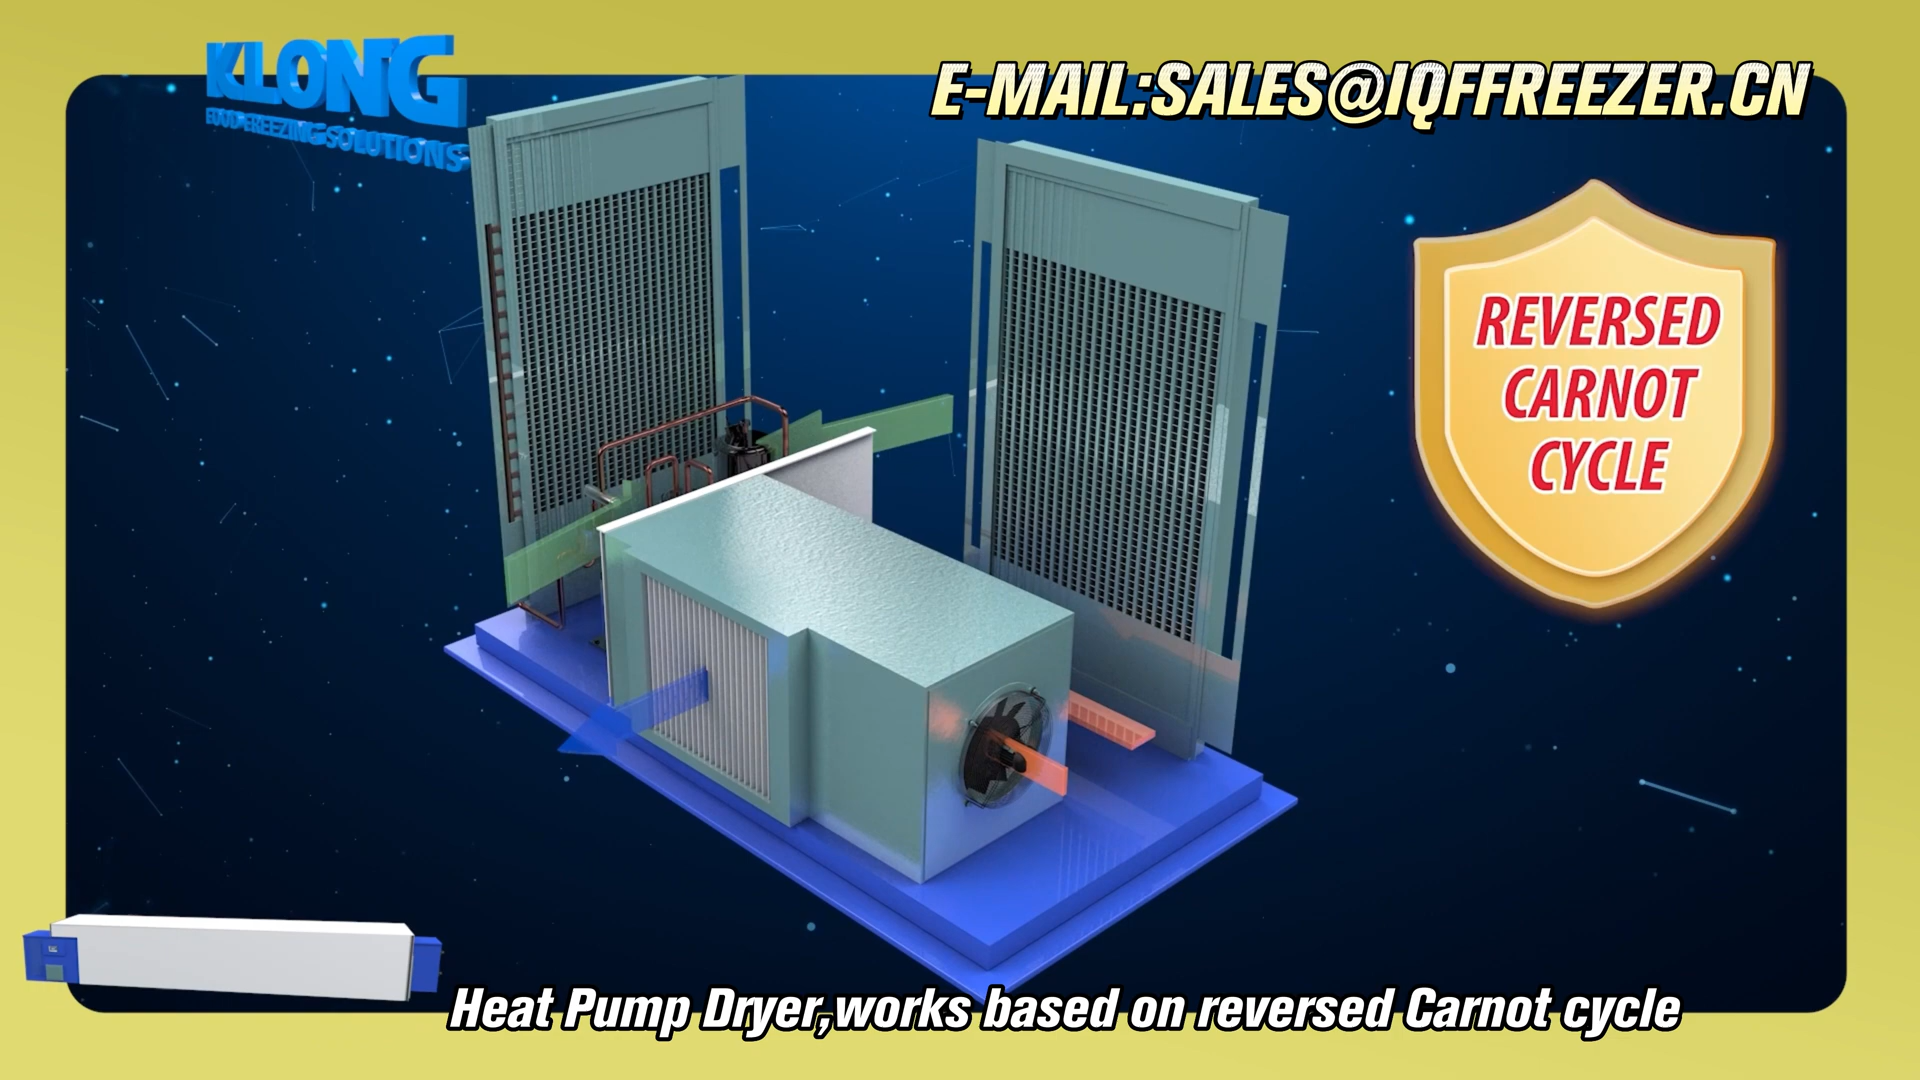 KLONG
FOOD FREEZING SOLUTIONS
E-MAIL:SALES@IQFFREEZER.CN
REVERSED
CARNOT
CYCLE
Heat Pump Dryer,works based on reversed Carnot cycle